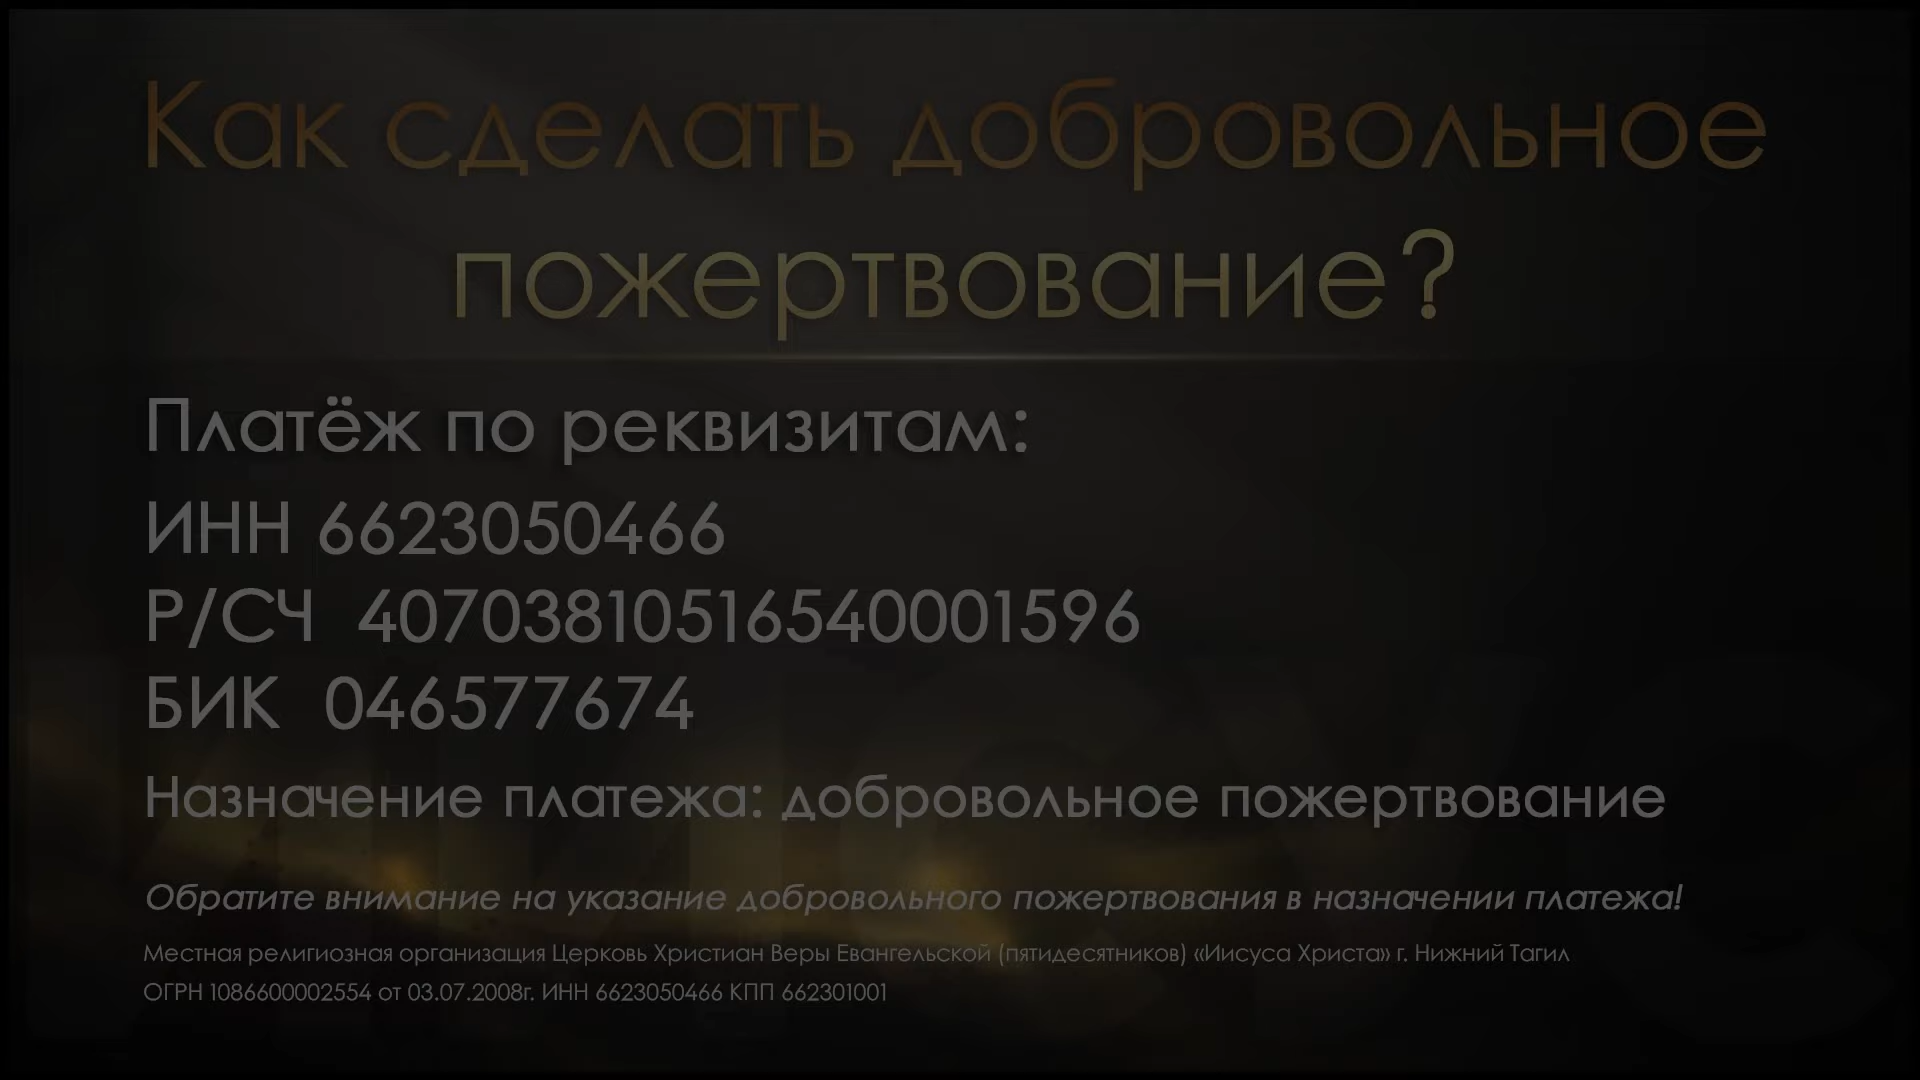 Как сделать добровольное
пожертвование?
Платёж по реквизитам:
ИНН 6623050466
Р/СЧ 40703810516540001596
БИК 046577674
Назначение платежа: добровольное пожертвование
Обратите внимание на указание добровольного пожертвования в назначении платежа!
Местная религиозная организация Церковь Христиан Веры Евангельской (пятидесятников) «Иисуса Христа» г. Нижний Тагил
ОГРН 1086600002554 от 03.07.2008г. ИНН 6623050466 КПП 662301001